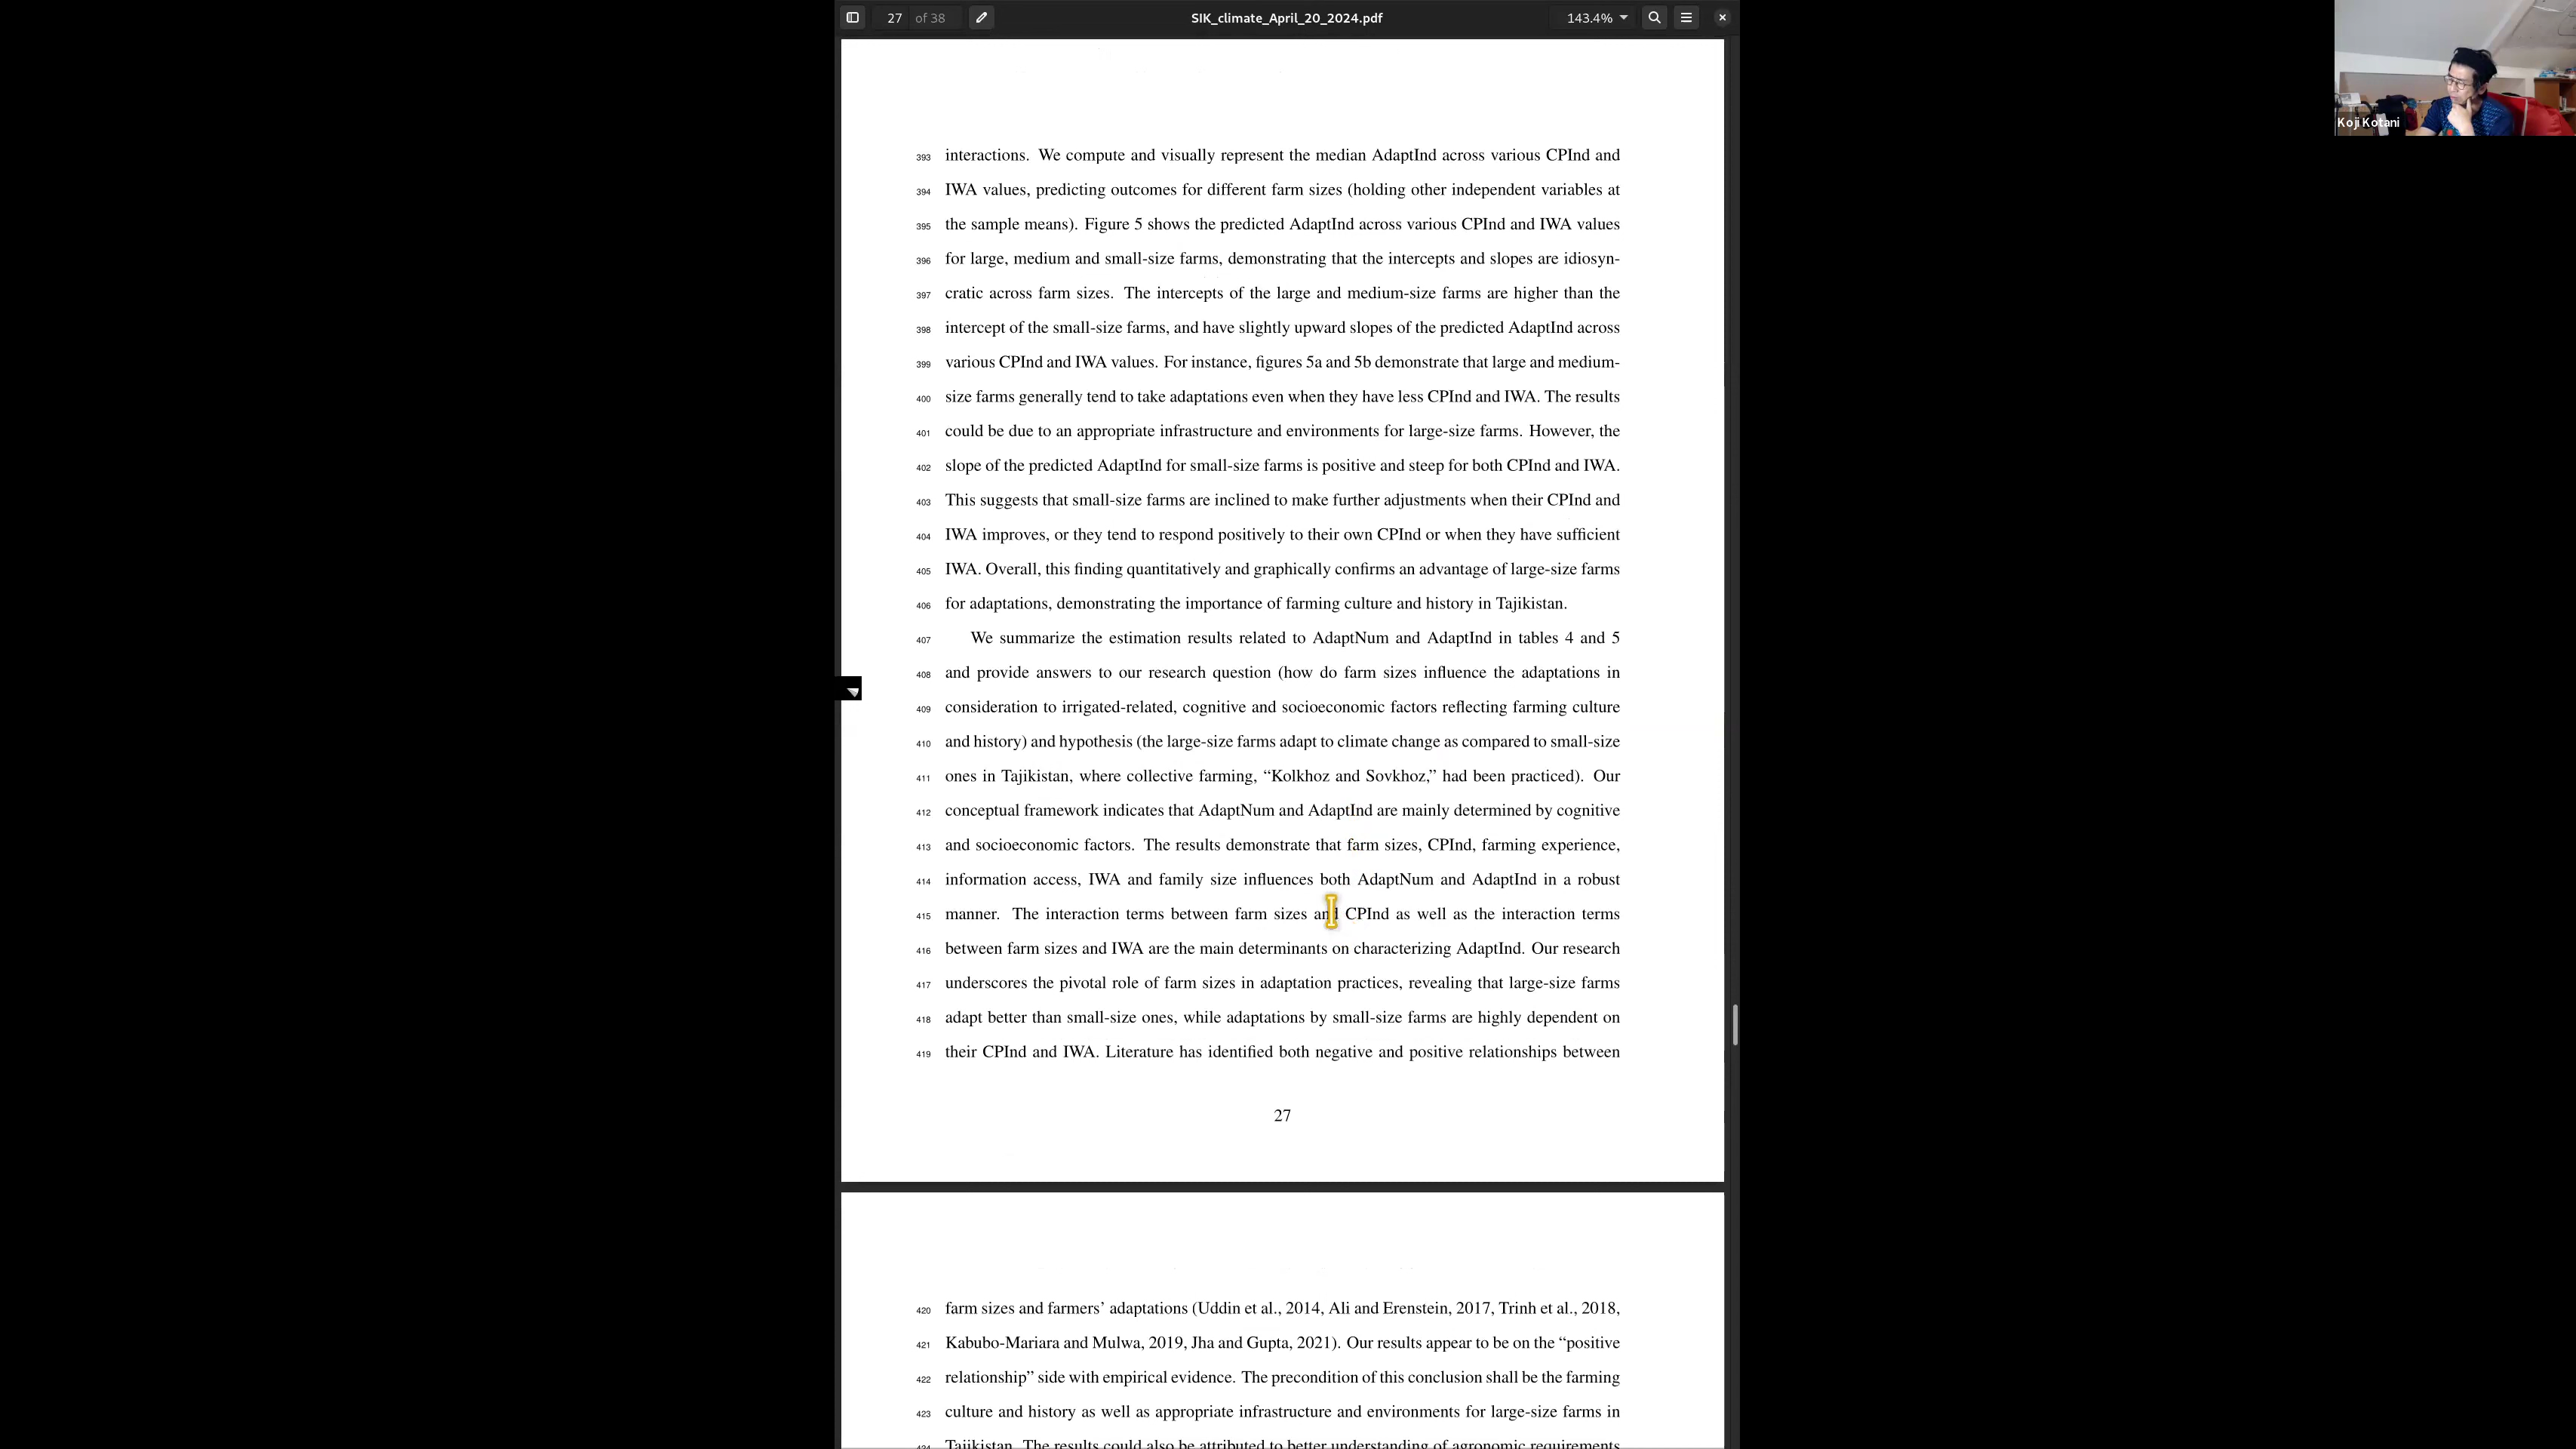 27 of 38
SIK_climate_April_20_2024.pdf
143.4%
Koji Kotani
393 interactions. We compute and visually represent the median AdaptInd across various CPInd and
394 IWA values, predicting outcomes for different farm sizes (holding other independent variables at
395 the sample means). Figure 5 shows the predicted AdaptInd across various CPInd and IWA values
396 for large, medium and small-size farms, demonstrating that the intercepts and slopes are idiosyn-
397 cratic across farm sizes. The intercepts of the large and medium-size farms are higher than the
398 intercept of the small-size farms, and have slightly upward slopes of the predicted AdaptInd across
399 various CPInd and IWA values. For instance, figures 5a and 5b demonstrate that large and medium-
400 size farms generally tend to take adaptations even when they have less CPInd and IWA. The results
401 could be due to an appropriate infrastructure and environments for large-size farms. However, the
402 slope of the predicted AdaptInd for small-size farms is positive and steep for both CPInd and IWA.
403 This suggests that small-size farms are inclined to make further adjustments when their CPInd and
404 IWA improves, or they tend to respond positively to their own CPInd or when they have sufficient
405 IWA. Overall, this finding quantitatively and graphically confirms an advantage of large-size farms
406 for adaptations, demonstrating the importance of farming culture and history in Tajikistan.
407 We summarize the estimation results related to AdaptNum and AdaptInd in tables 4 and 5
408 and provide answers to our research question (how do farm sizes influence the adaptations in
409 consideration to irrigated-related, cognitive and socioeconomic factors reflecting farming culture
410 and history) and hypothesis (the large-size farms adapt to climate change as compared to small-size
411 ones in Tajikistan, where collective farming, “Kolkhoz and Sovkhoz,” had been practiced). Our
412 conceptual framework indicates that AdaptNum and AdaptInd are mainly determined by cognitive
413 and socioeconomic factors. The results demonstrate that farm sizes, CPInd, farming experience,
414 information access, IWA and family size influences both AdaptNum and AdaptInd in a robust
415 manner. The interaction terms between farm sizes and CPInd as well as the interaction terms
416 between farm sizes and IWA are the main determinants on characterizing AdaptInd. Our research
417 underscores the pivotal role of farm sizes in adaptation practices, revealing that large-size farms
418 adapt better than small-size ones, while adaptations by small-size farms are highly dependent on
419 their CPInd and IWA. Literature has identified both negative and positive relationships between
27
420 farm sizes and farmers’ adaptations (Uddin et al., 2014, Ali and Erenstein, 2017, Trinh et al., 2018,
421 Kabubo-Mariara and Mulwa, 2019, Jha and Gupta, 2021). Our results appear to be on the “positive
422 relationship” side with empirical evidence. The precondition of this conclusion shall be the farming
423 culture and history as well as appropriate infrastructure and environments for large-size farms in
424 Tajikistan. The results could also be attributed to better understanding of agronomic requirements